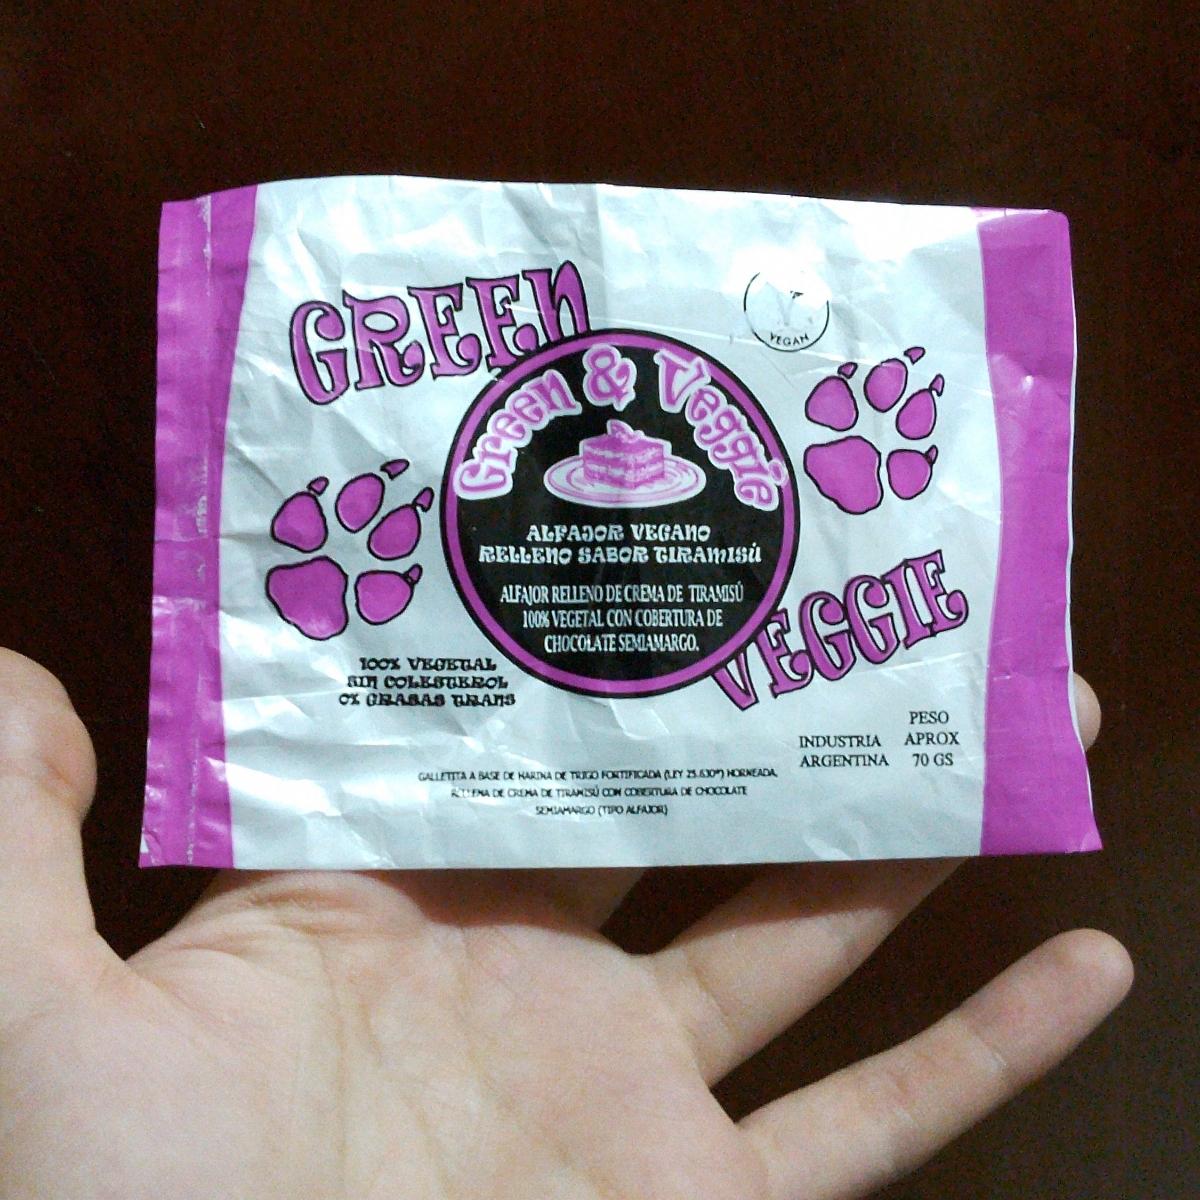 GREEN
VEGAN
Green & Veggie
ALFAJOR VEGANO
RELLENO SABOR TIRAMISÚ
ALFAJOR RELLENO DE CREMA DE TIRAMISÚ
100% VEGETAL CON COBERTURA DE
CHOCOLATE SEMIAMARGO.
VEGGIE
100% VEGETAL
SIN COLESTEROL
0% GRASAS TRANS
INDUSTRIA
ARGENTINA
PESO
APROX
70 GS
GALLETITA A BASE DE HARINA DE TRIGO FORTIFICADA (LEY 25.630°) HORNEADA,
RELLENA DE CREMA DE TIRAMISÚ CON COBERTURA DE CHOCOLATE
SEMIAMARGO (TIPO ALFAJOR)